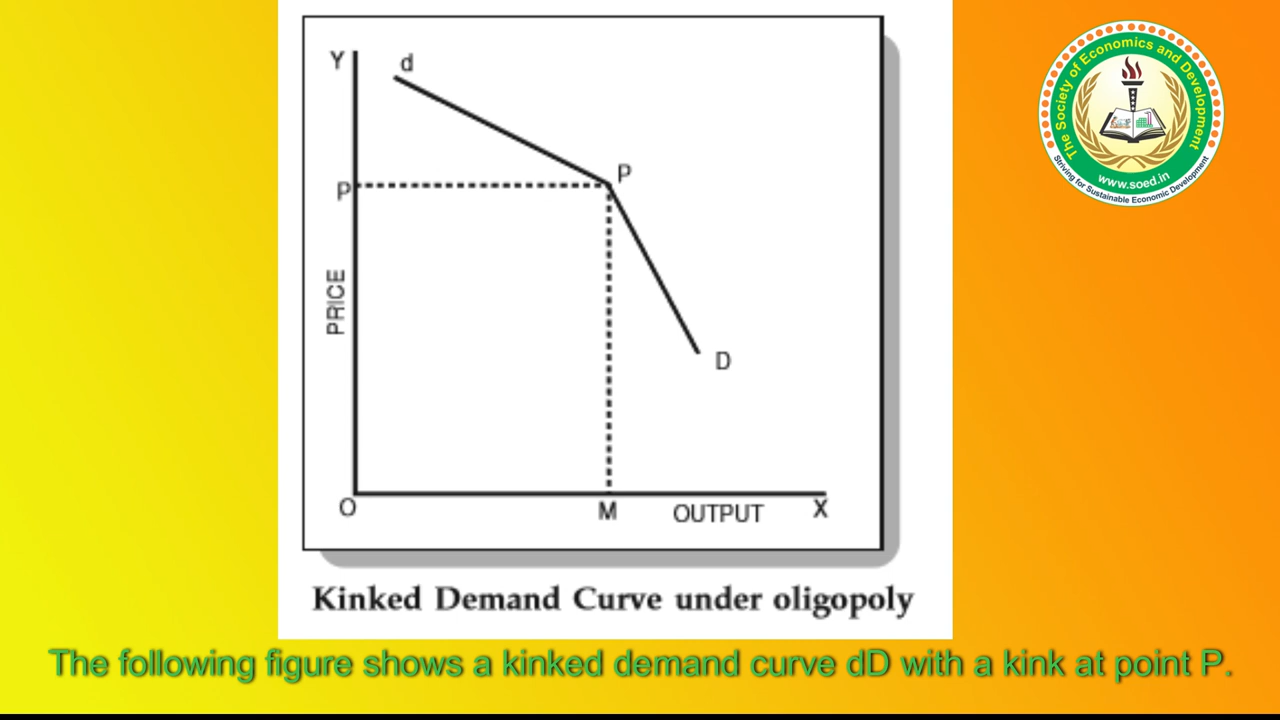 Y
d
P
P
PRICE
D
O
M
OUTPUT
X
Kinked Demand Curve under oligopoly
The following figure shows a kinked demand curve dD with a kink at point P.
The Society of Economics and Development
www.soed.in
Striving for Sustainable Economic Development